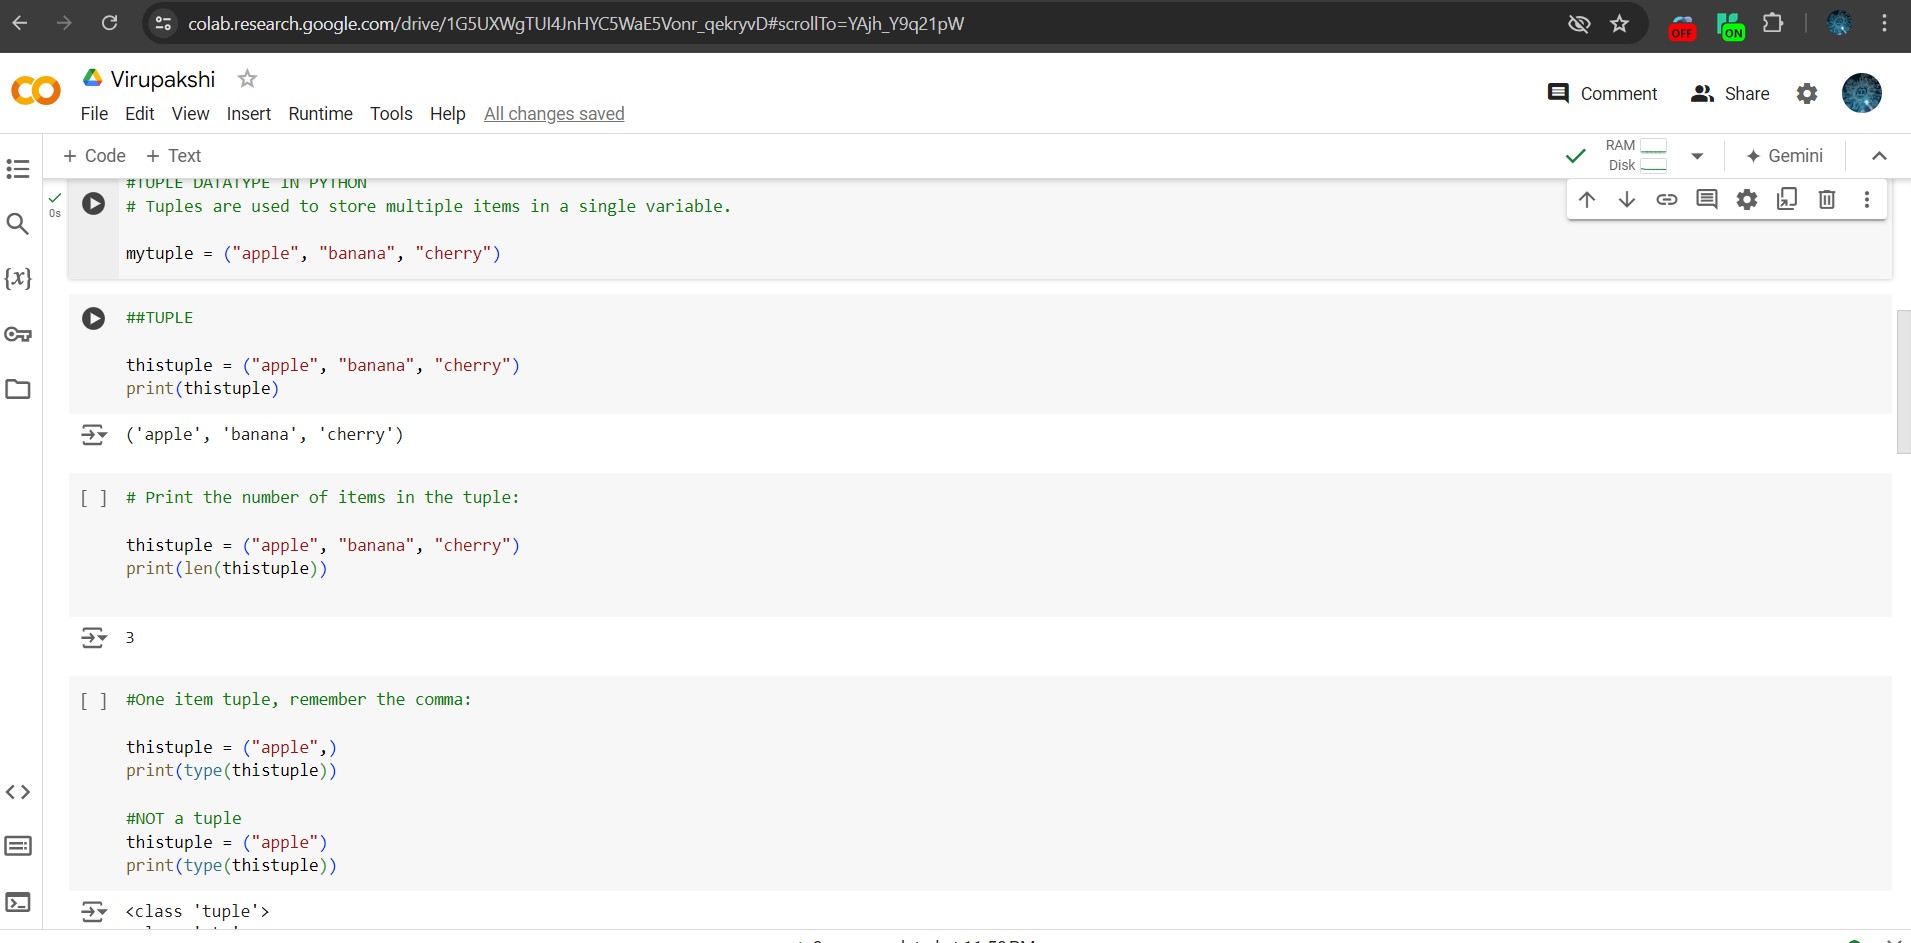 colab.research.google.com/drive/1G5UXWgTUI4JnHYC5WaE5Vonr_qekryvD#scrollTo=YAjh_Y9q21pW
OFF
ON
Virupakshi
Comment
Share
File Edit View Insert Runtime Tools Help All changes saved
+ Code + Text
RAM
Disk
Gemini
#TUPLE DATATYPE IN PYTHON
0s
# Tuples are used to store multiple items in a single variable.
mytuple = ("apple", "banana", "cherry")
{x}
##TUPLE
thistuple = ("apple", "banana", "cherry")
print(thistuple)
('apple', 'banana', 'cherry')
[ ] # Print the number of items in the tuple:
thistuple = ("apple", "banana", "cherry")
print(len(thistuple))
3
[ ] #One item tuple, remember the comma:
thistuple = ("apple",)
print(type(thistuple))
#NOT a tuple
thistuple = ("apple")
print(type(thistuple))
<class 'tuple'>